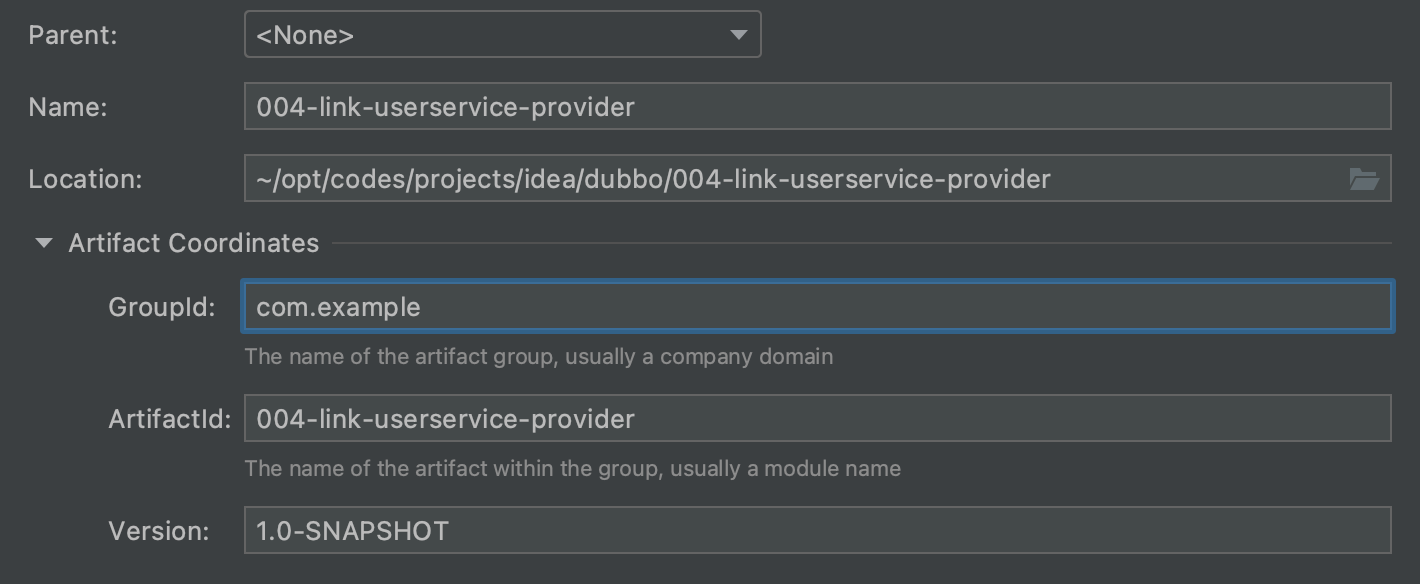 Parent: <None>
Name: 004-link-userservice-provider
Location: ~/opt/codes/projects/idea/dubbo/004-link-userservice-provider
Artifact Coordinates
GroupId: com.example
The name of the artifact group, usually a company domain
ArtifactId: 004-link-userservice-provider
The name of the artifact within the group, usually a module name
Version: 1.0-SNAPSHOT